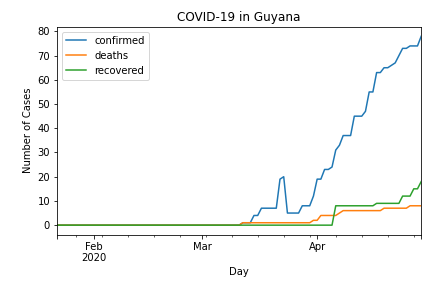 COVID-19 in Guyana
80
70
60
50
40
30
20
10
0
Number of Cases
confirmed
deaths
recovered
Feb
2020
Mar
Apr
Day